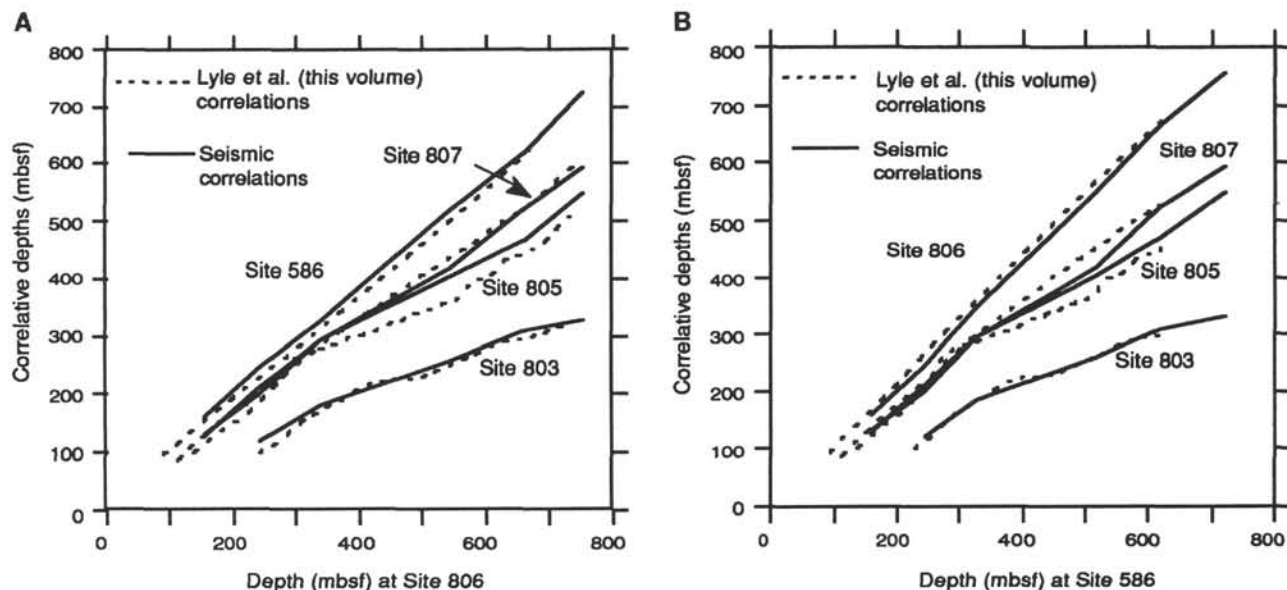 A
800
700
600
500
400
300
200
100
0
0
200
400
600
800
Correlative depths (mbsf)
Depth (mbsf) at Site 806
Lyle et al. (this volume)
correlations
Seismic
correlations
Site 807
Site 586
Site 805
Site 803
B
800
700
600
500
400
300
200
100
0
0
200
400
600
800
Correlative depths (mbsf)
Depth (mbsf) at Site 586
Lyle et al. (this volume)
correlations
Seismic
correlations
Site 807
Site 806
Site 805
Site 803